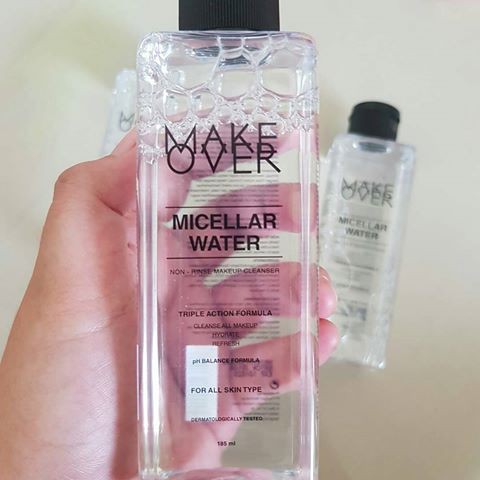 MAKE
OVER
MICELLAR
WATER
NON - RINSE MAKEUP CLEANSER
TRIPLE ACTION FORMULA
CLEANSE ALL MAKEUP
HYDRATE
REFRESH
pH BALANCE FORMULA
FOR ALL SKIN TYPE
DERMATOLOGICALLY TESTED
185 ml
MAKE
OVER
MICELLAR
WATER